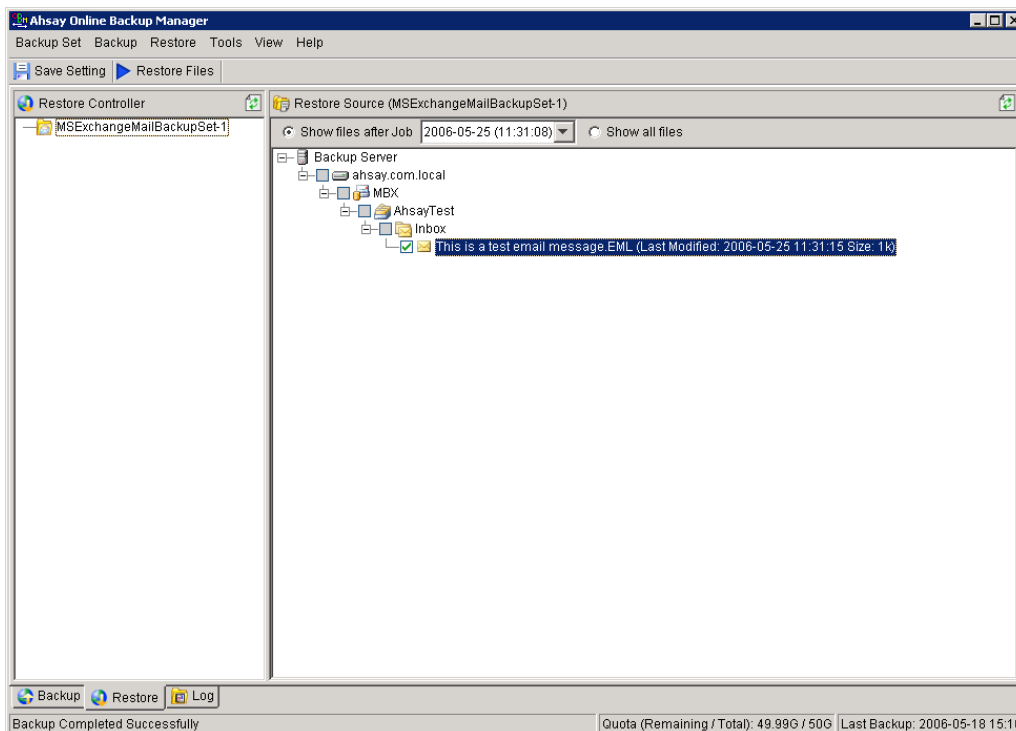 Ahsay Online Backup Manager
Backup Set Backup Restore Tools View Help
Save Setting Restore Files
Restore Controller
MSExchangeMailBackupSet-1
Restore Source (MSExchangeMailBackupSet-1)
Show files after Job 2006-05-25 (11:31:08) Show all files
Backup Server
ahsay.com.local
MBX
AhsayTest
Inbox
This is a test email message.EML (Last Modified: 2006-05-25 11:31:15 Size: 1k)
Backup Restore Log
Backup Completed Successfully Quota (Remaining / Total): 49.99G / 50G Last Backup: 2006-05-18 15:1